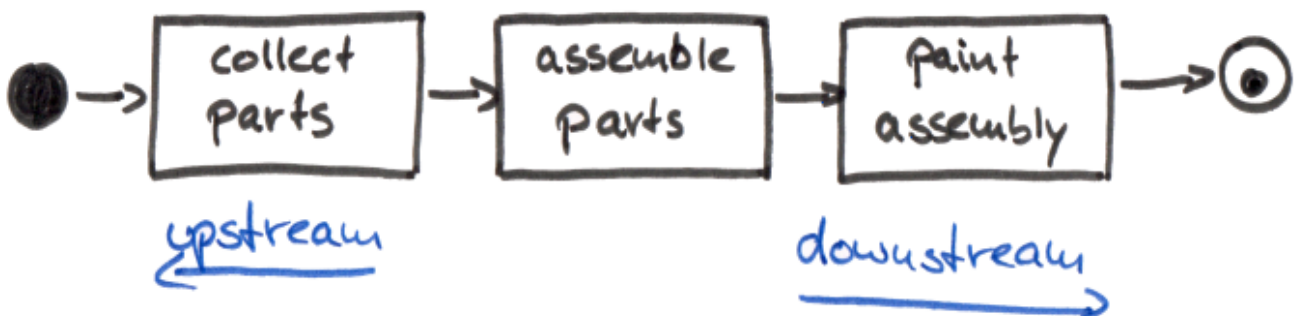 collect
parts
assemble
parts
paint
assembly
upstream
downstream